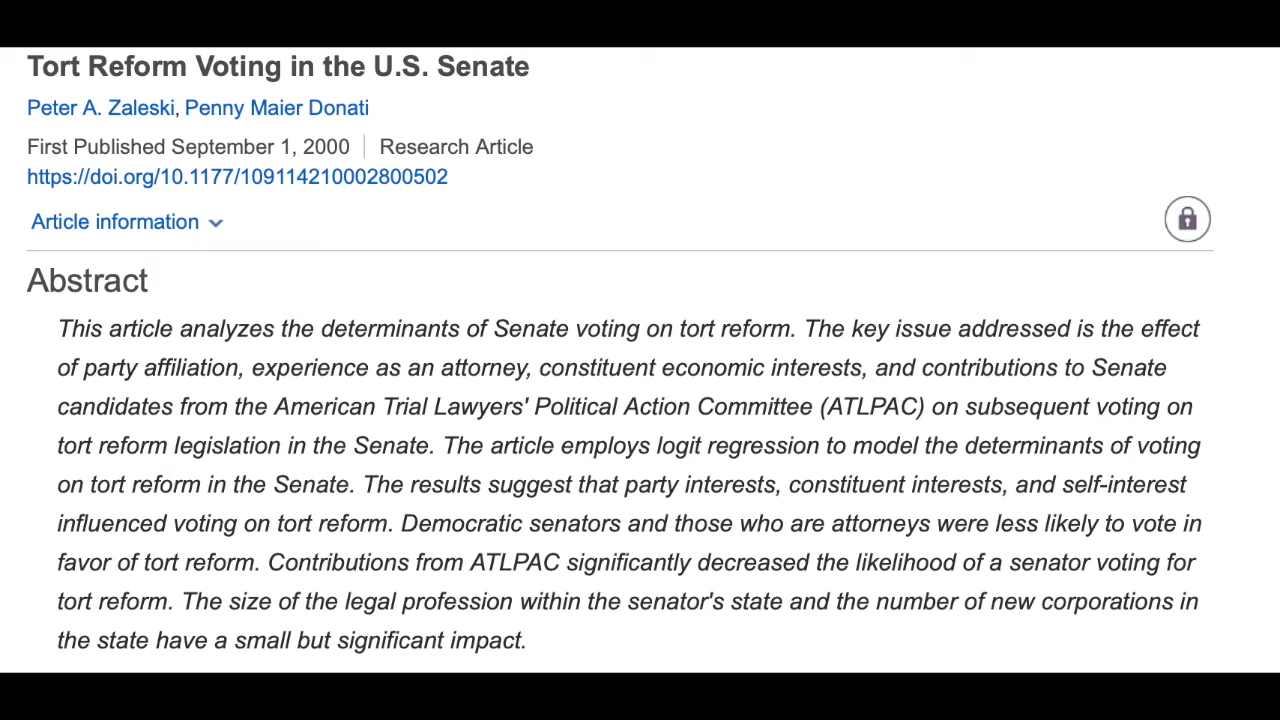 Tort Reform Voting in the U.S. Senate
Peter A. Zaleski, Penny Maier Donati
First Published September 1, 2000 | Research Article
https://doi.org/10.1177/109114210002800502
Article information
Abstract
This article analyzes the determinants of Senate voting on tort reform. The key issue addressed is the effect
of party affiliation, experience as an attorney, constituent economic interests, and contributions to Senate
candidates from the American Trial Lawyers' Political Action Committee (ATLPAC) on subsequent voting on
tort reform legislation in the Senate. The article employs logit regression to model the determinants of voting
on tort reform in the Senate. The results suggest that party interests, constituent interests, and self-interest
influenced voting on tort reform. Democratic senators and those who are attorneys were less likely to vote in
favor of tort reform. Contributions from ATLPAC significantly decreased the likelihood of a senator voting for
tort reform. The size of the legal profession within the senator's state and the number of new corporations in
the state have a small but significant impact.